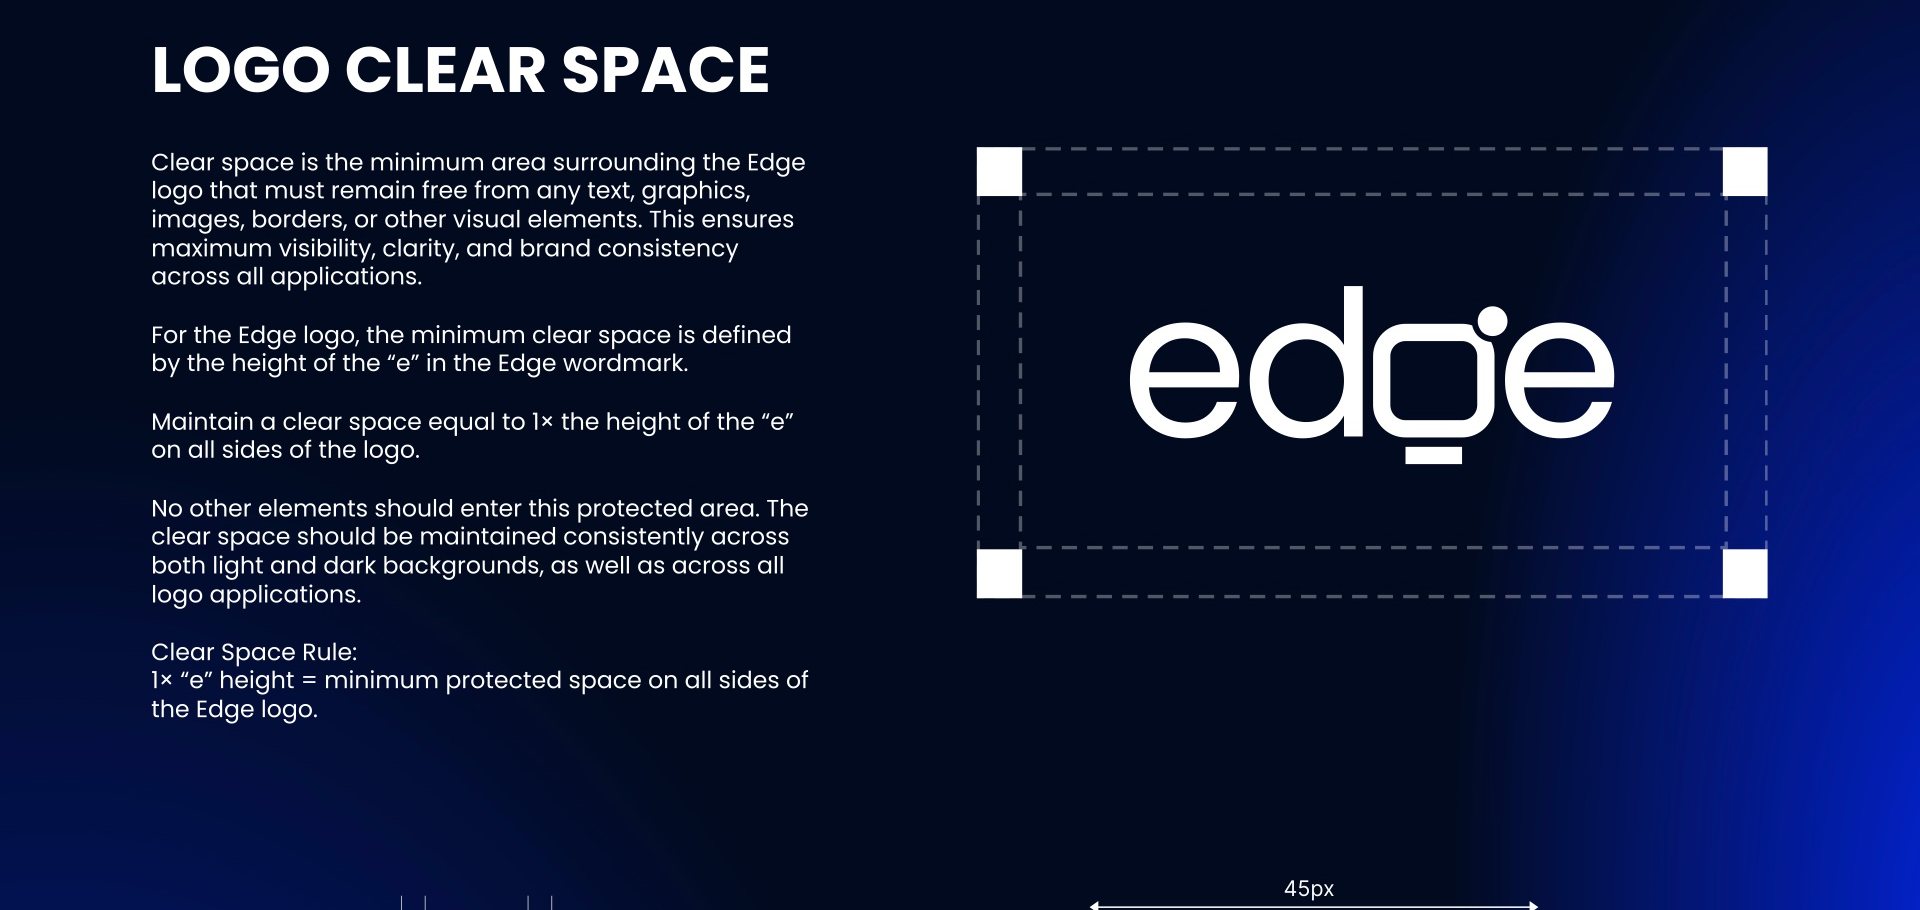 LOGO CLEAR SPACE
Clear space is the minimum area surrounding the Edge
logo that must remain free from any text, graphics,
images, borders, or other visual elements. This ensures
maximum visibility, clarity, and brand consistency
across all applications.
For the Edge logo, the minimum clear space is defined
by the height of the “e” in the Edge wordmark.
Maintain a clear space equal to 1× the height of the “e”
on all sides of the logo.
No other elements should enter this protected area. The
clear space should be maintained consistently across
both light and dark backgrounds, as well as across all
logo applications.
Clear Space Rule:
1× “e” height = minimum protected space on all sides of
the Edge logo.
edge
45px